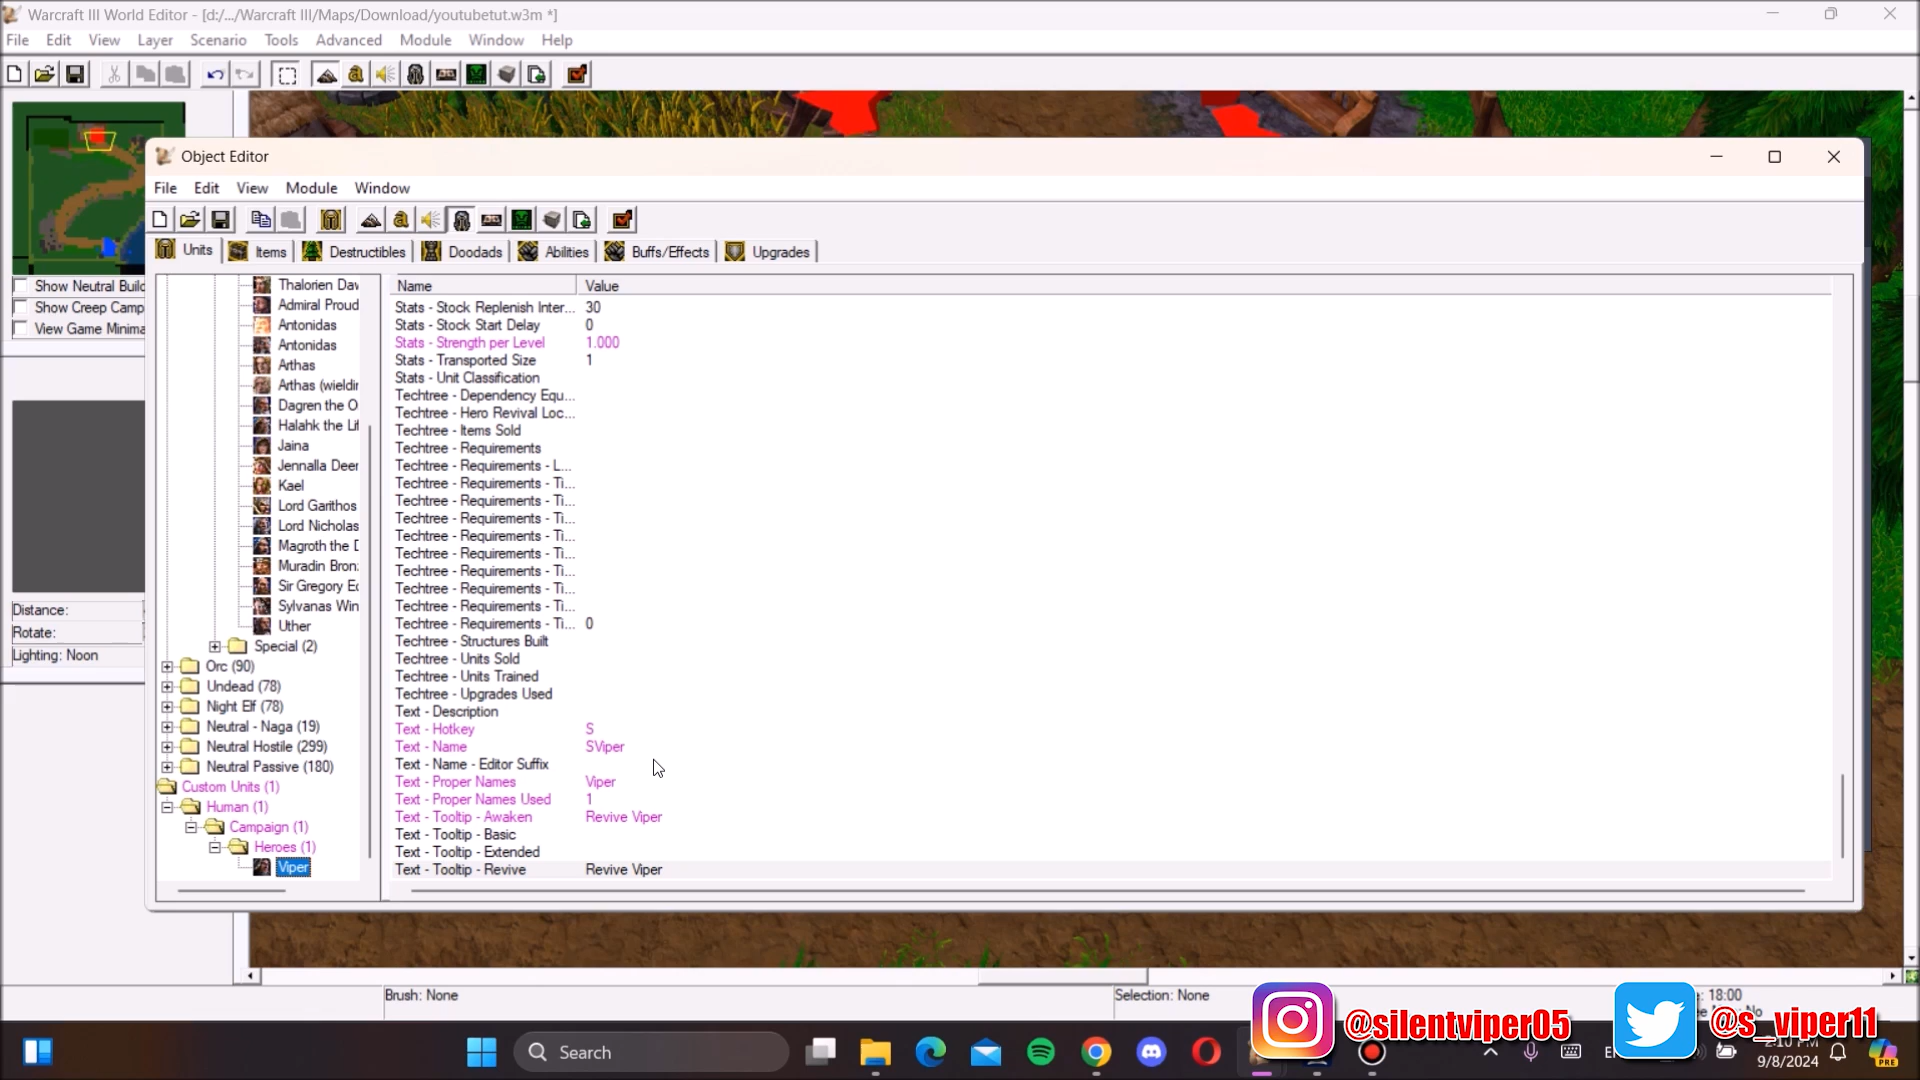 Warcraft III World Editor - [d:/.../Warcraft III/Maps/Download/youtubetut.w3m *]
File Edit View Layer Scenario Tools Advanced Module Window Help
Show Neutral Build
Show Creep Camp
View Game Minima
Distance:
Rotate:
Lighting: Noon
Object Editor
File Edit View Module Window
Units Items Destructibles Doodads Abilities Buffs/Effects Upgrades
Thalorien Daw
Admiral Proud
Antonidas
Antonidas
Arthas
Arthas (wieldin
Dagren the O
Halahk the Lif
Jaina
Jennalla Deer
Kael
Lord Garithos
Lord Nicholas
Magroth the D
Muradin Bron:
Sir Gregory Ed
Sylvanas Win
Uther
Special (2)
Orc (90)
Undead (78)
Night Elf (78)
Neutral - Naga (19)
Neutral Hostile (299)
Neutral Passive (180)
Custom Units (1)
Human (1)
Campaign (1)
Heroes (1)
Viper
Name Value
Stats - Stock Replenish Inter... 30
Stats - Stock Start Delay 0
Stats - Strength per Level 1.000
Stats - Transported Size 1
Stats - Unit Classification
Techtree - Dependency Equ...
Techtree - Hero Revival Loc...
Techtree - Items Sold
Techtree - Requirements
Techtree - Requirements - L...
Techtree - Requirements - Ti...
Techtree - Requirements - Ti...
Techtree - Requirements - Ti...
Techtree - Requirements - Ti...
Techtree - Requirements - Ti...
Techtree - Requirements - Ti...
Techtree - Requirements - Ti...
Techtree - Requirements - Ti...
Techtree - Requirements - Ti... 0
Techtree - Structures Built
Techtree - Units Sold
Techtree - Units Trained
Techtree - Upgrades Used
Text - Description
Text - Hotkey S
Text - Name SViper
Text - Name - Editor Suffix
Text - Proper Names Viper
Text - Proper Names Used 1
Text - Tooltip - Awaken Revive Viper
Text - Tooltip - Basic
Text - Tooltip - Extended
Text - Tooltip - Revive Revive Viper
Brush: None
Selection: None
: 18:00
No
@silentviper05
@s_viper11
Search
2:10 PM
9/8/2024
PRE